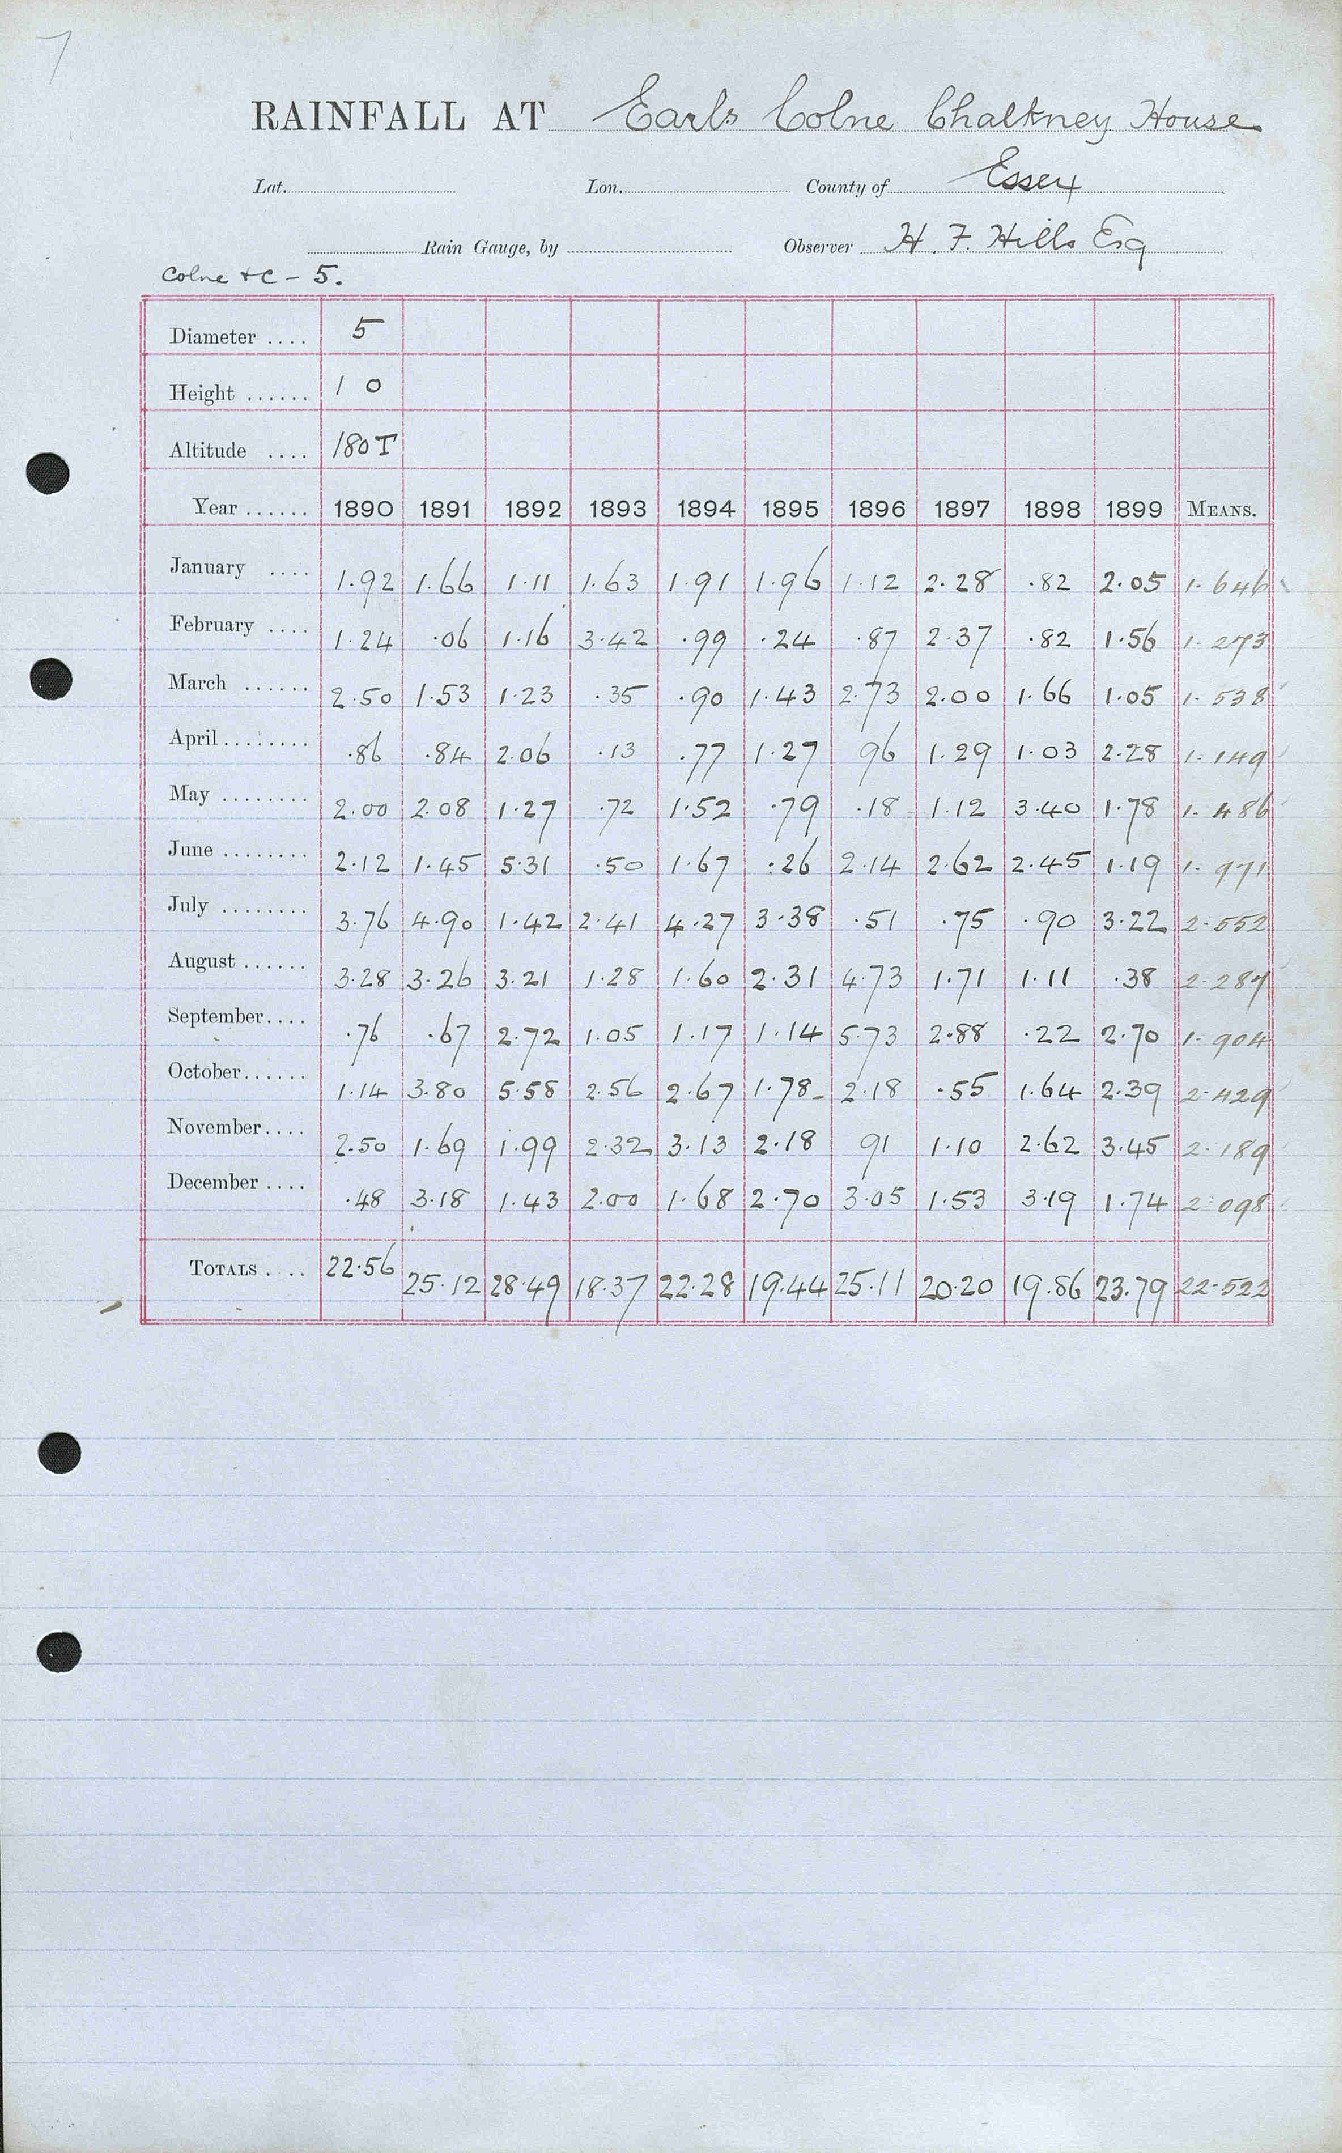 7
RAINFALL AT Earls Colne Chalkney House
Lat. Lon. County of Essex
Rain Gauge, by Observer H. F. Hills Esq
Colne & C - 5.
Diameter .... 5
Height ...... 1 0
Altitude .... 180 T
Year ...... 1890 1891 1892 1893 1894 1895 1896 1897 1898 1899 MEANS.
January .... 1.92 1.66 1.11 1.63 1.91 1.96 1.12 2.28 .82 2.05 1.646
February .... 1.24 .06 1.16 3.42 .99 .24 .87 2.37 .82 1.56 1.273
March ...... 2.50 1.53 1.23 .35 .90 1.43 2.73 2.00 1.66 1.05 1.538
April ........ .86 .84 2.06 .13 .77 1.27 96 1.29 1.03 2.28 1.149
May ........ 2.00 2.08 1.27 .72 1.52 .79 .18 1.12 3.40 1.78 1.486
June ........ 2.12 1.45 5.31 .50 1.67 .26 2.14 2.62 2.45 1.19 1.971
July ........ 3.76 4.90 1.42 2.41 4.27 3.38 .51 .75 .90 3.22 2.552
August ...... 3.28 3.26 3.21 1.28 1.60 2.31 4.73 1.71 1.11 .38 2.287
September .... .76 .67 2.72 1.05 1.17 1.14 5.73 2.88 .22 2.70 1.904
October ...... 1.14 3.80 5.58 2.56 2.67 1.78 2.18 .55 1.64 2.39 2.429
November .... 2.50 1.69 1.99 2.32 3.13 2.18 91 1.10 2.62 3.45 2.189
December .... .48 3.18 1.43 2.00 1.68 2.70 3.05 1.53 3.19 1.74 2.098
TOTALS .... 22.56 25.12 28.49 18.37 22.28 19.44 25.11 20.20 19.86 23.79 22.522